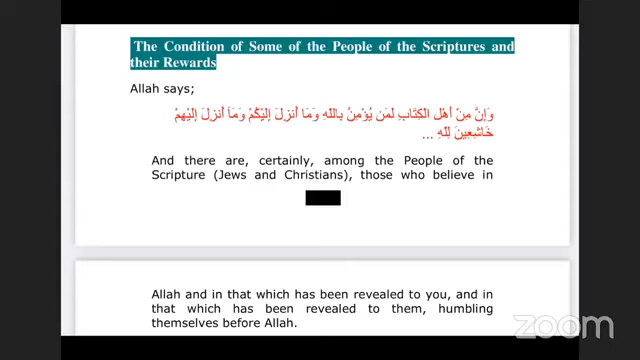 The Condition of Some of the People of the Scriptures and
their Rewards
Allah says;
وَإِنَّ مِنْ أَهْلِ الْكِتَابِ لَمَن يُؤْمِنُ بِاللّهِ وَمَا أُنزِلَ إِلَيْكُمْ وَمَآ أُنزِلَ إِلَيْهِمْ
خَاشِعِينَ لِلّهِ ...
And there are, certainly, among the People of the
Scripture (Jews and Christians), those who believe in
Allah and in that which has been revealed to you, and in
that which has been revealed to them, humbling
themselves before Allah.
zoom